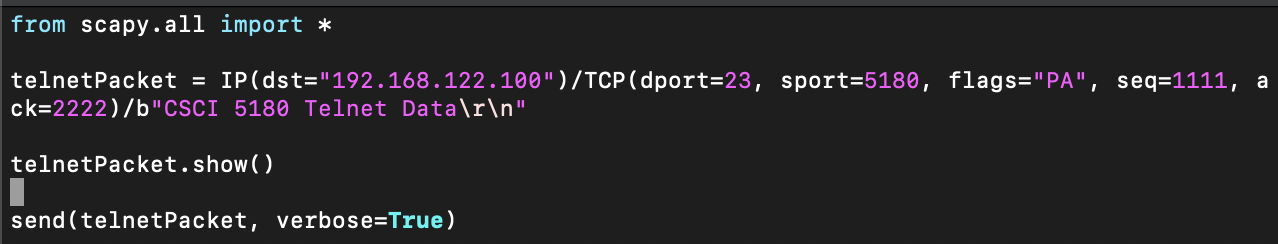 from scapy.all import *
telnetPacket = IP(dst="192.168.122.100")/TCP(dport=23, sport=5180, flags="PA", seq=1111, a
ck=2222)/b"CSCI 5180 Telnet Data\r\n"
telnetPacket.show()
send(telnetPacket, verbose=True)